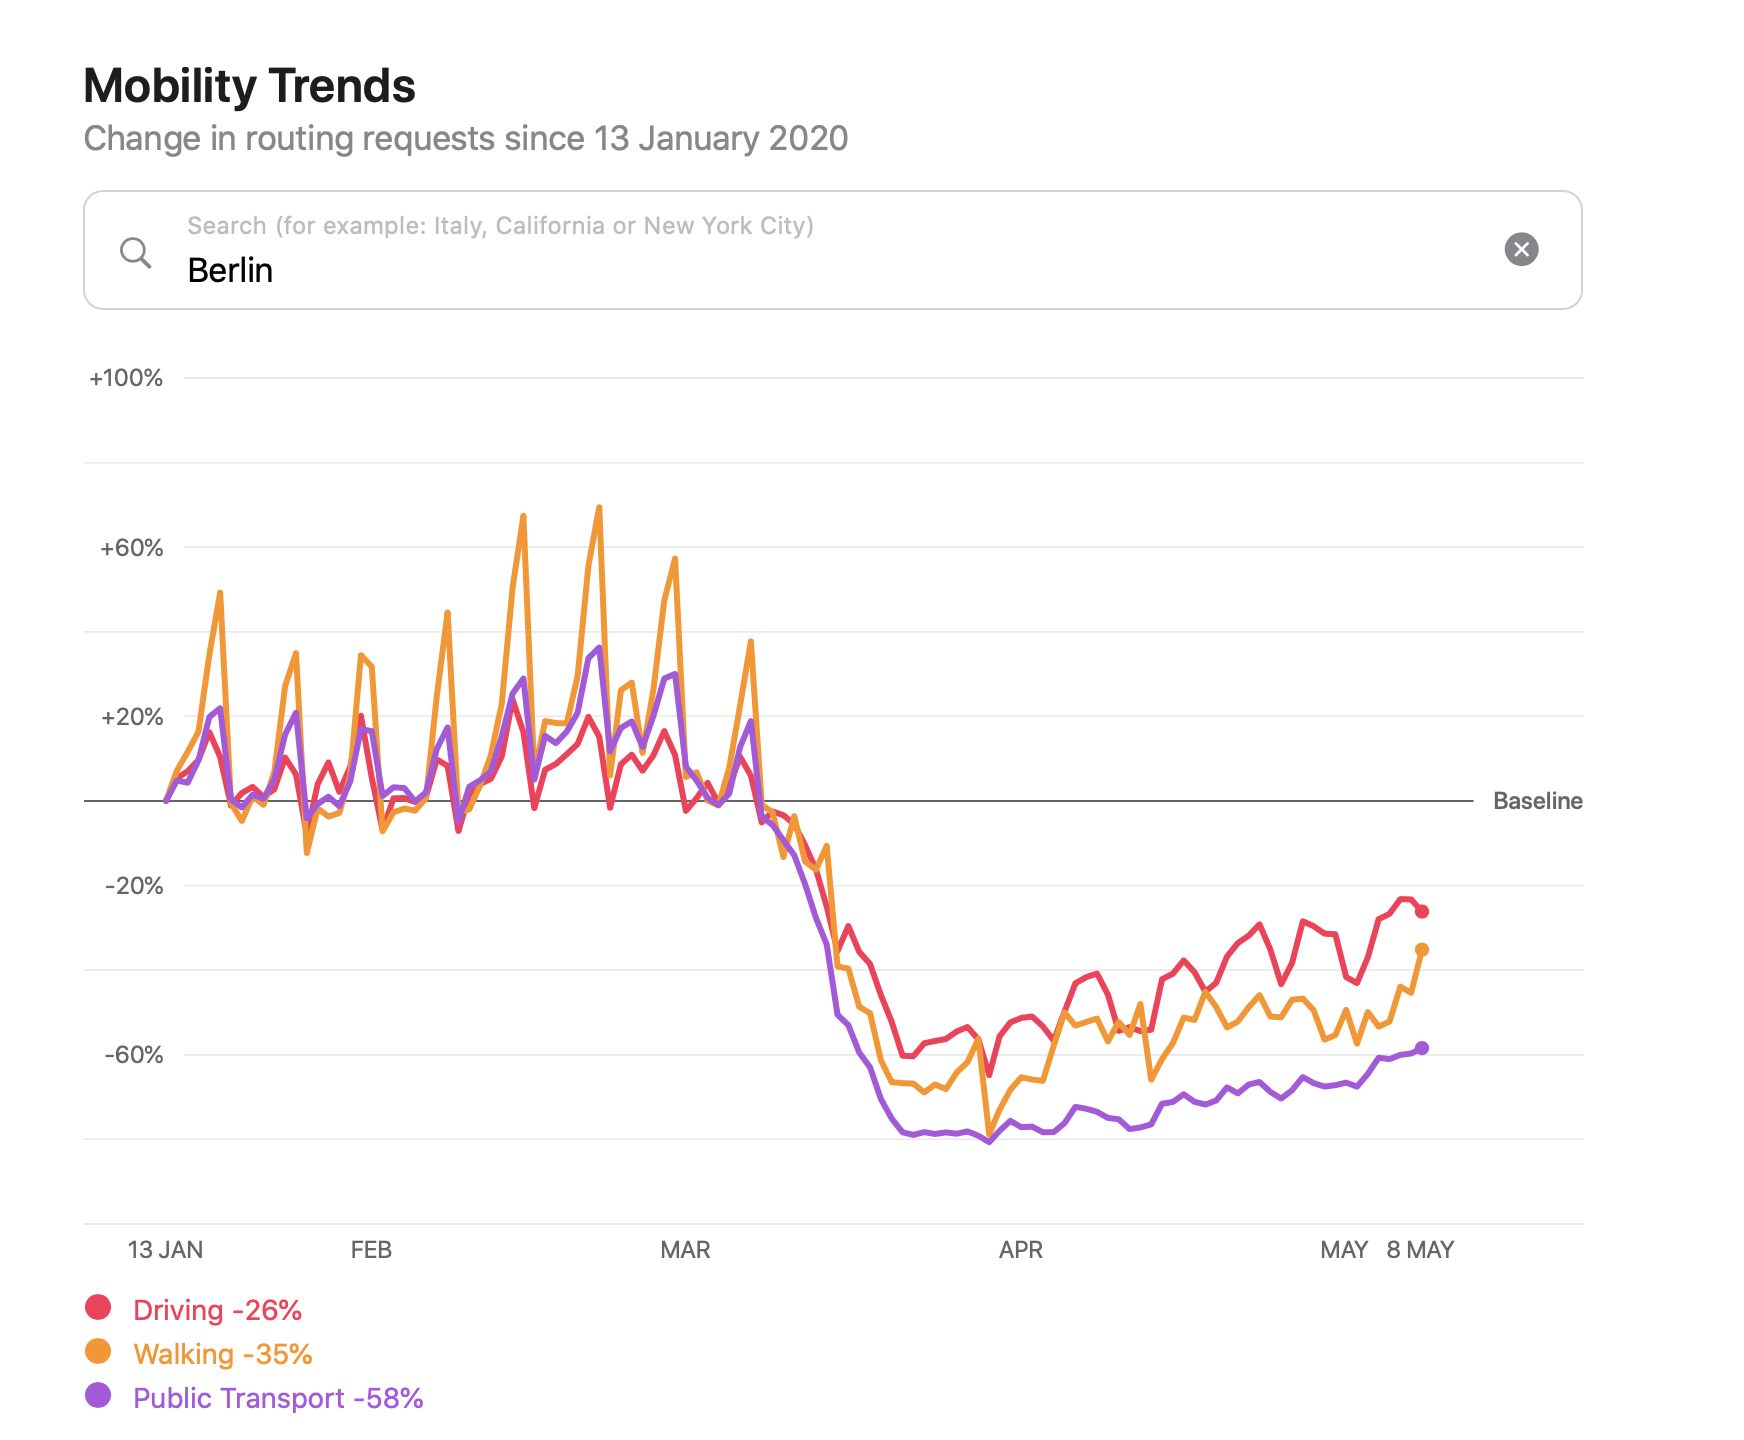 Mobility Trends
Change in routing requests since 13 January 2020
Search (for example: Italy, California or New York City)
Berlin
+100%
+60%
+20%
Baseline
-20%
-60%
13 JAN FEB MAR APR MAY 8 MAY
Driving -26%
Walking -35%
Public Transport -58%